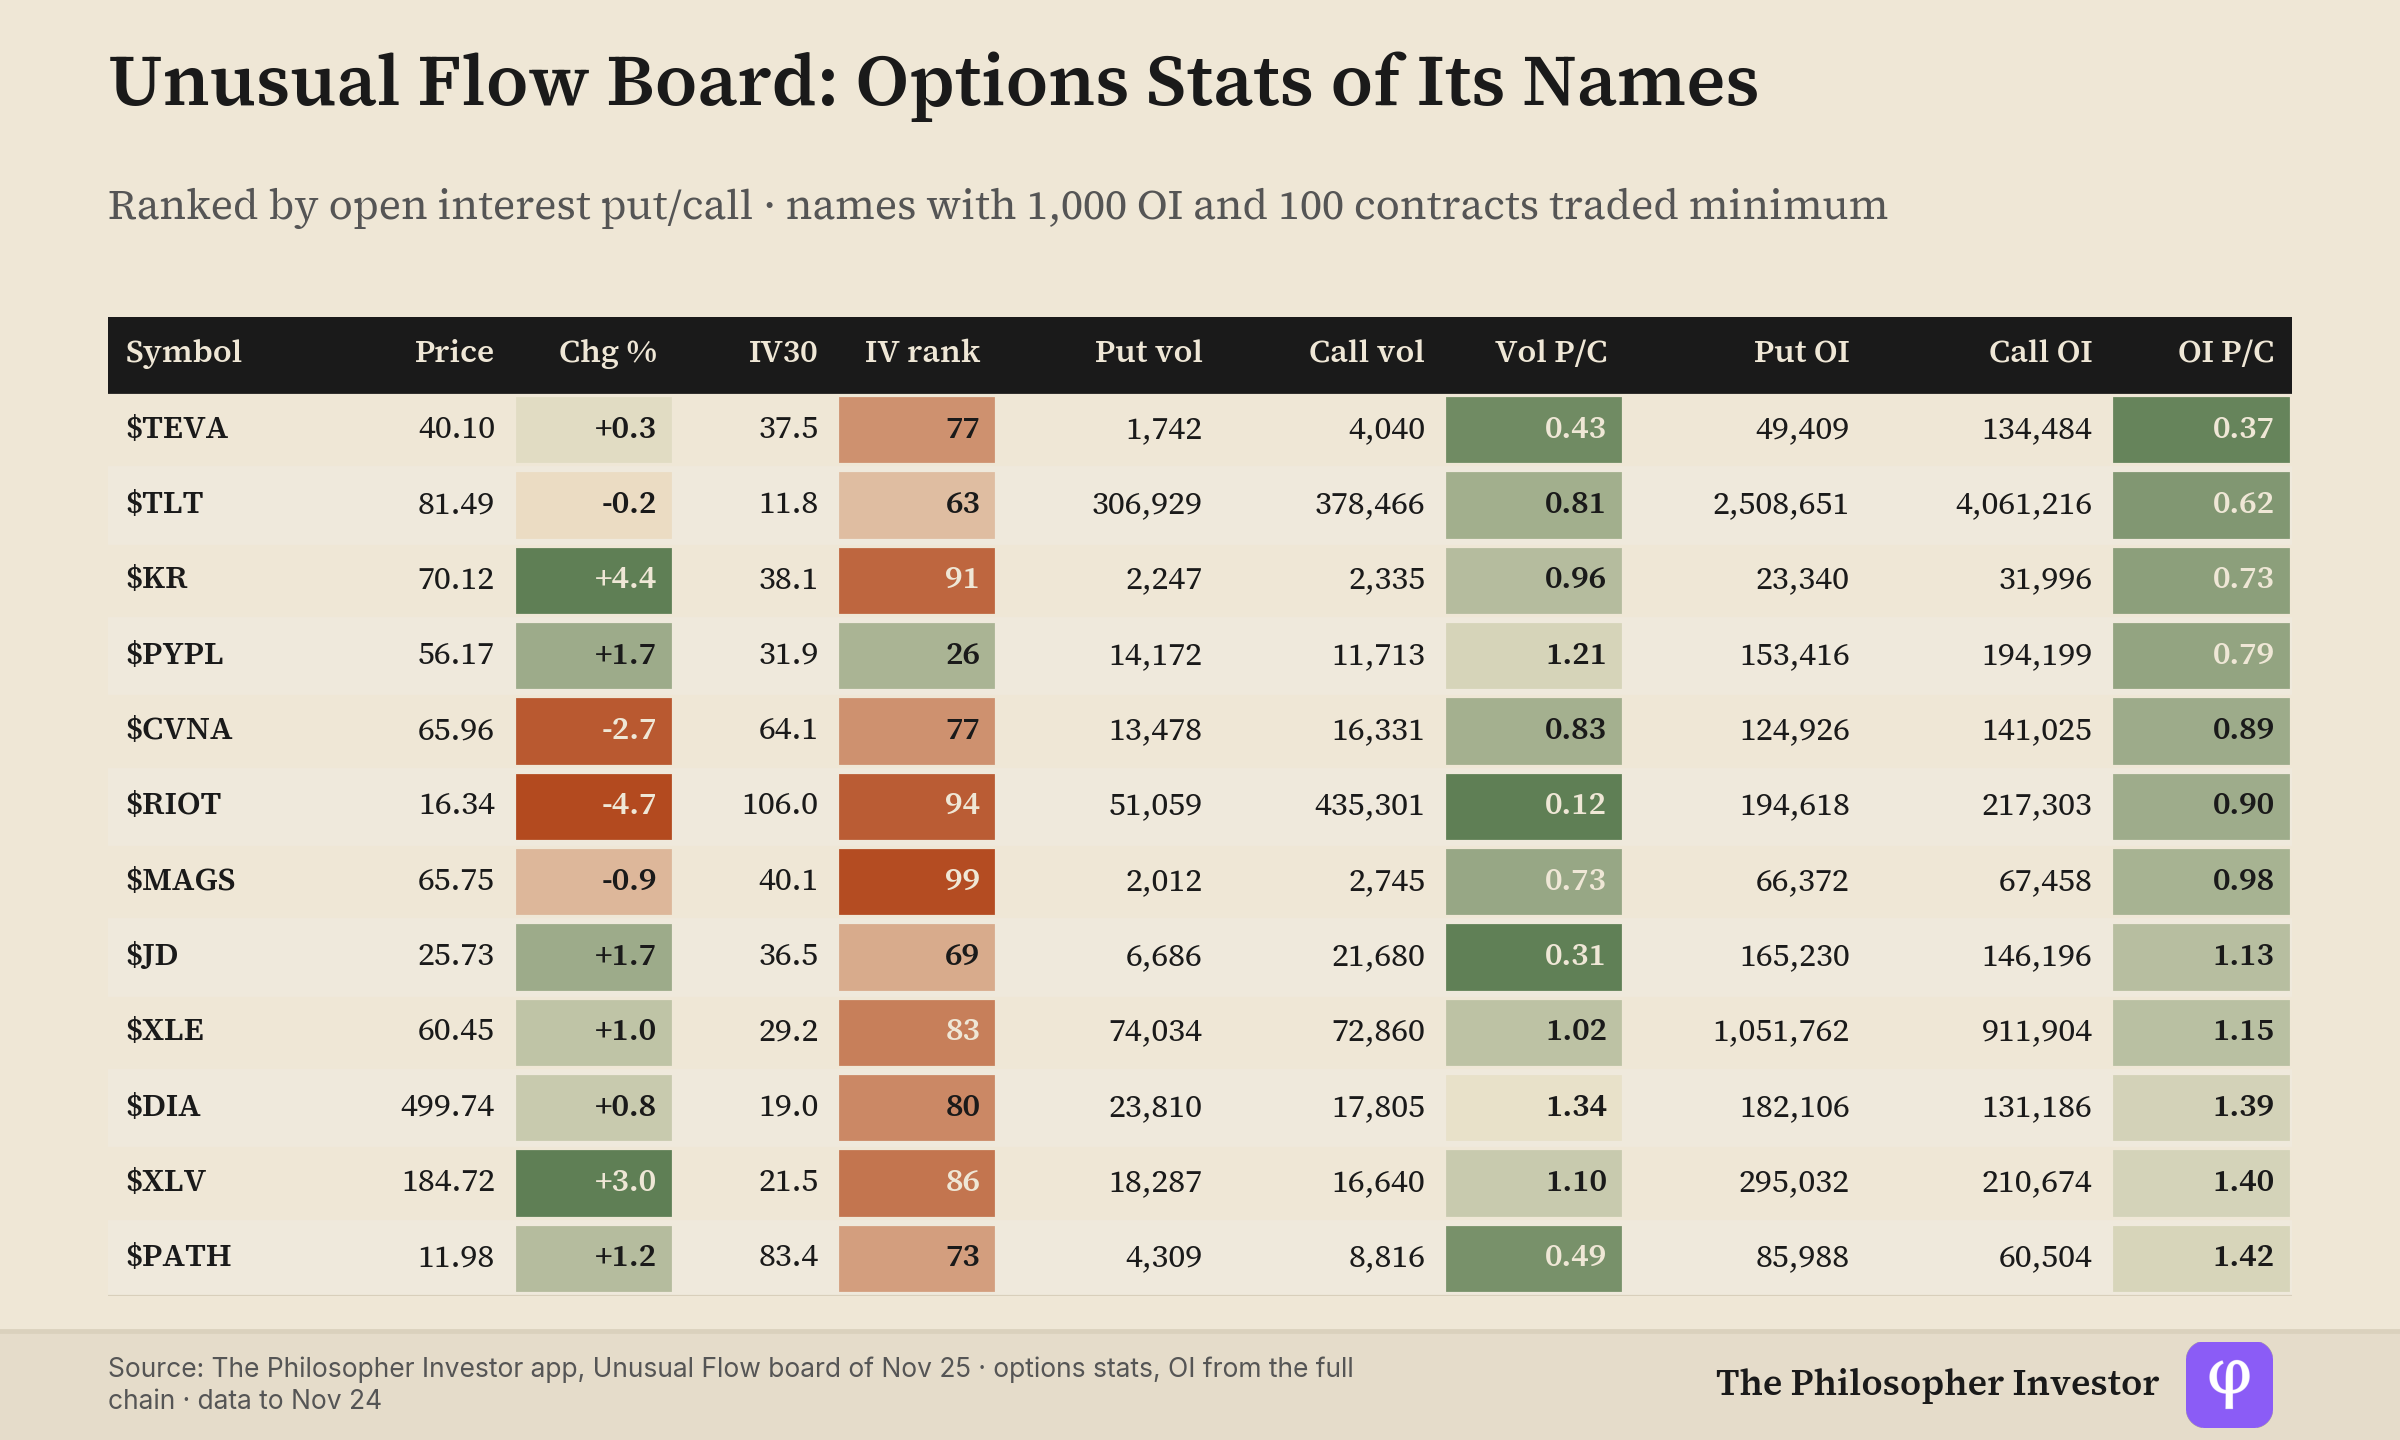 Unusual Flow Board: Options Stats of Its Names
Ranked by open interest put/call · names with 1,000 OI and 100 contracts traded minimum
Symbol Price Chg % IV30 IV rank Put vol Call vol Vol P/C Put OI Call OI OI P/C
$TEVA 40.10 +0.3 37.5 77 1,742 4,040 0.43 49,409 134,484 0.37
$TLT 81.49 -0.2 11.8 63 306,929 378,466 0.81 2,508,651 4,061,216 0.62
$KR 70.12 +4.4 38.1 91 2,247 2,335 0.96 23,340 31,996 0.73
$PYPL 56.17 +1.7 31.9 26 14,172 11,713 1.21 153,416 194,199 0.79
$CVNA 65.96 -2.7 64.1 77 13,478 16,331 0.83 124,926 141,025 0.89
$RIOT 16.34 -4.7 106.0 94 51,059 435,301 0.12 194,618 217,303 0.90
$MAGS 65.75 -0.9 40.1 99 2,012 2,745 0.73 66,372 67,458 0.98
$JD 25.73 +1.7 36.5 69 6,686 21,680 0.31 165,230 146,196 1.13
$XLE 60.45 +1.0 29.2 83 74,034 72,860 1.02 1,051,762 911,904 1.15
$DIA 499.74 +0.8 19.0 80 23,810 17,805 1.34 182,106 131,186 1.39
$XLV 184.72 +3.0 21.5 86 18,287 16,640 1.10 295,032 210,674 1.40
$PATH 11.98 +1.2 83.4 73 4,309 8,816 0.49 85,988 60,504 1.42
Source: The Philosopher Investor app, Unusual Flow board of Nov 25 · options stats, OI from the full
chain · data to Nov 24
The Philosopher Investor φ